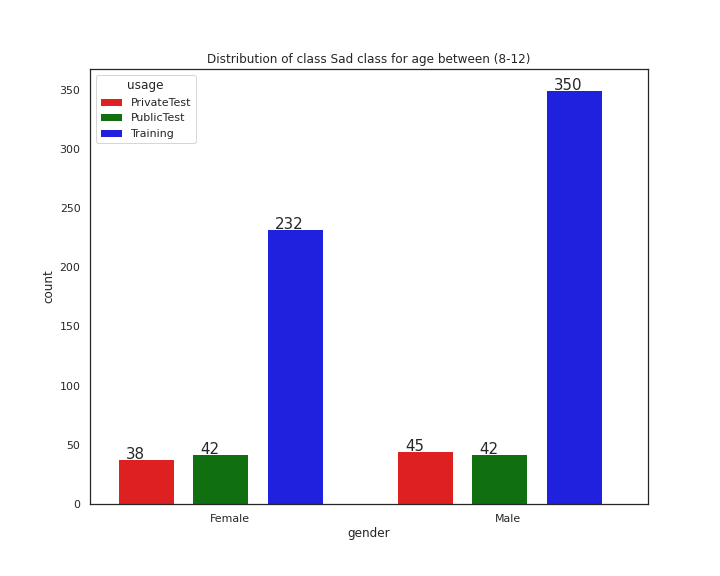 Distribution of class Sad class for age between (8-12)
usage
PrivateTest
PublicTest
Training
350
300
250
200
150
100
50
0
count
38
42
232
45
42
350
Female
Male
gender